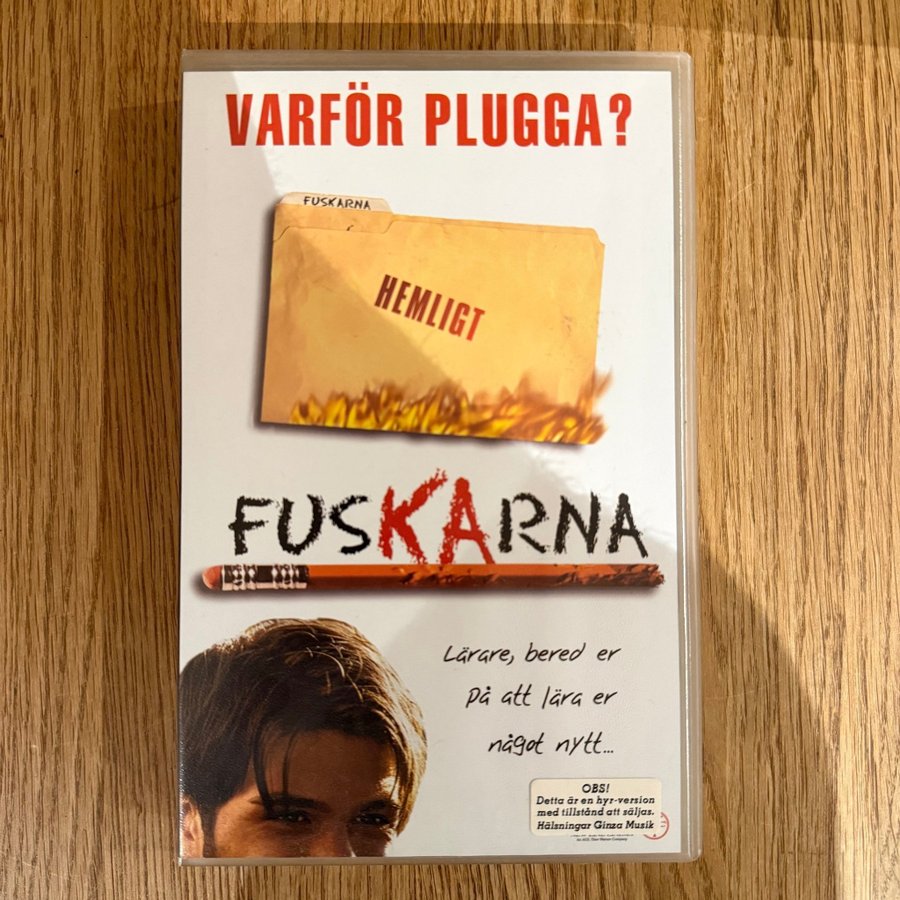 VARFÖR PLUGGA?
FUSKARNA
HEMLIGT
FUSKARNA
Lärare, bered er
på att lära er
något nytt...
OBS!
Detta är en hyr-version
med tillstånd att säljas.
Hälsningar Ginza Musik